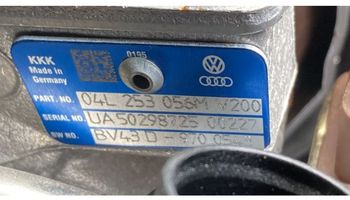 KKK
Made in
Germany
0195
PART. NO. 04L 253 056M V200
SERIAL NO UA50298725 00227
BW NO. BV43D - 970